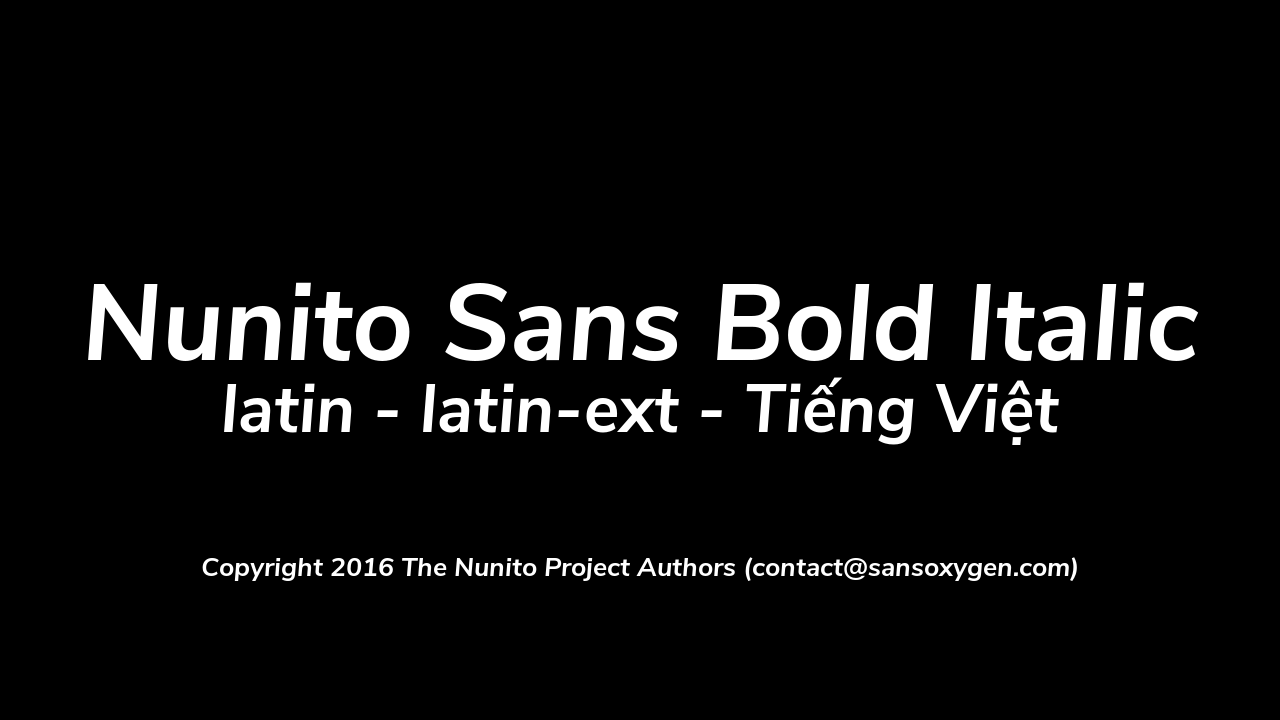 Nunito Sans Bold Italic
latin - latin-ext - Tiếng Việt
Copyright 2016 The Nunito Project Authors (contact@sansoxygen.com)